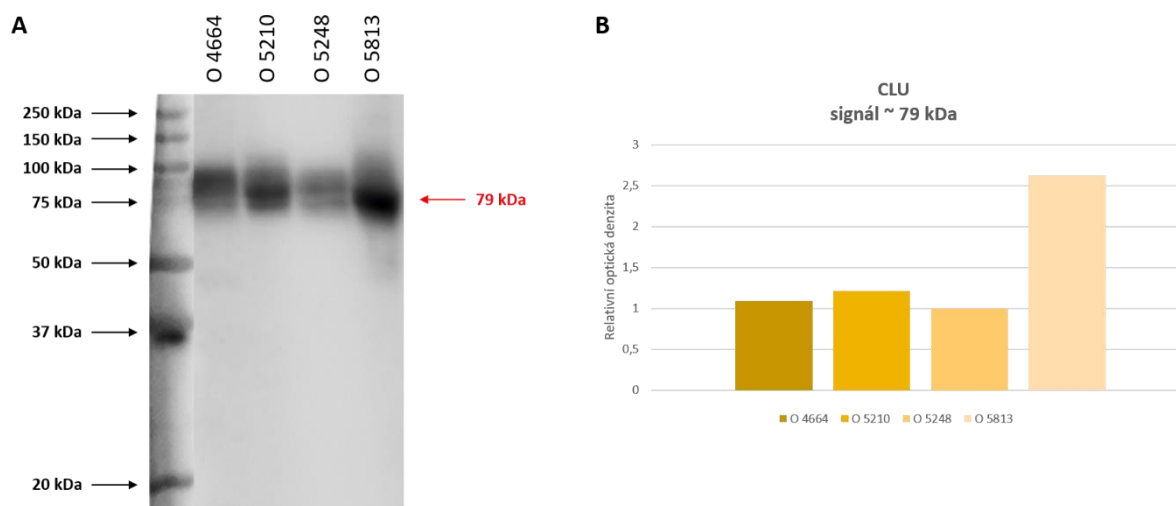 A
O 4664
O 5210
O 5248
O 5813
250 kDa
150 kDa
100 kDa
75 kDa
50 kDa
37 kDa
20 kDa
79 kDa
B
CLU
signál ~ 79 kDa
Relativní optická denzita
3
2,5
2
1,5
1
0,5
0
O 4664 O 5210 O 5248 O 5813